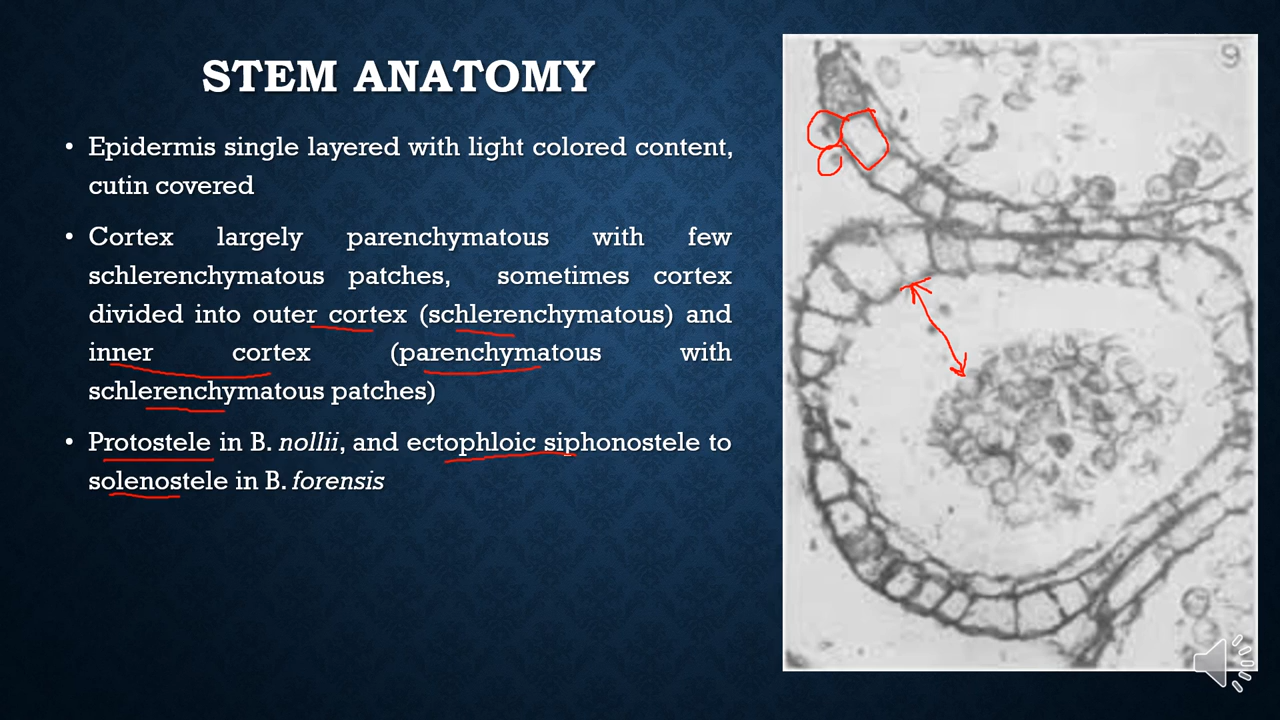 STEM ANATOMY
• Epidermis single layered with light colored content,
cutin covered
• Cortex largely parenchymatous with few
schlerenchymatous patches, sometimes cortex
divided into outer cortex (schlerenchymatous) and
inner cortex (parenchymatous with
schlerenchymatous patches)
• Protostele in B. nollii, and ectophloic siphonostele to
solenostele in B. forensis
9